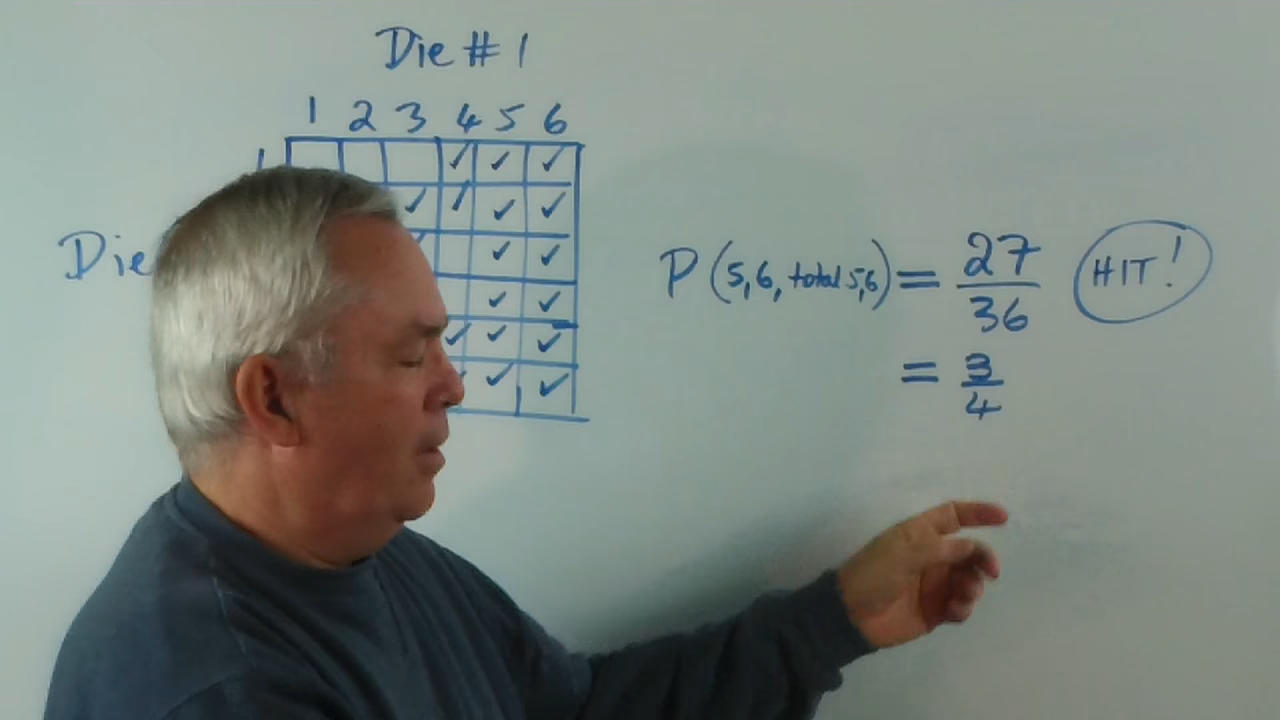 Die # 1
1 2 3 4 5 6
1
Die
P (5,6, total 5,6) = 27/36 HIT!
= 3/4